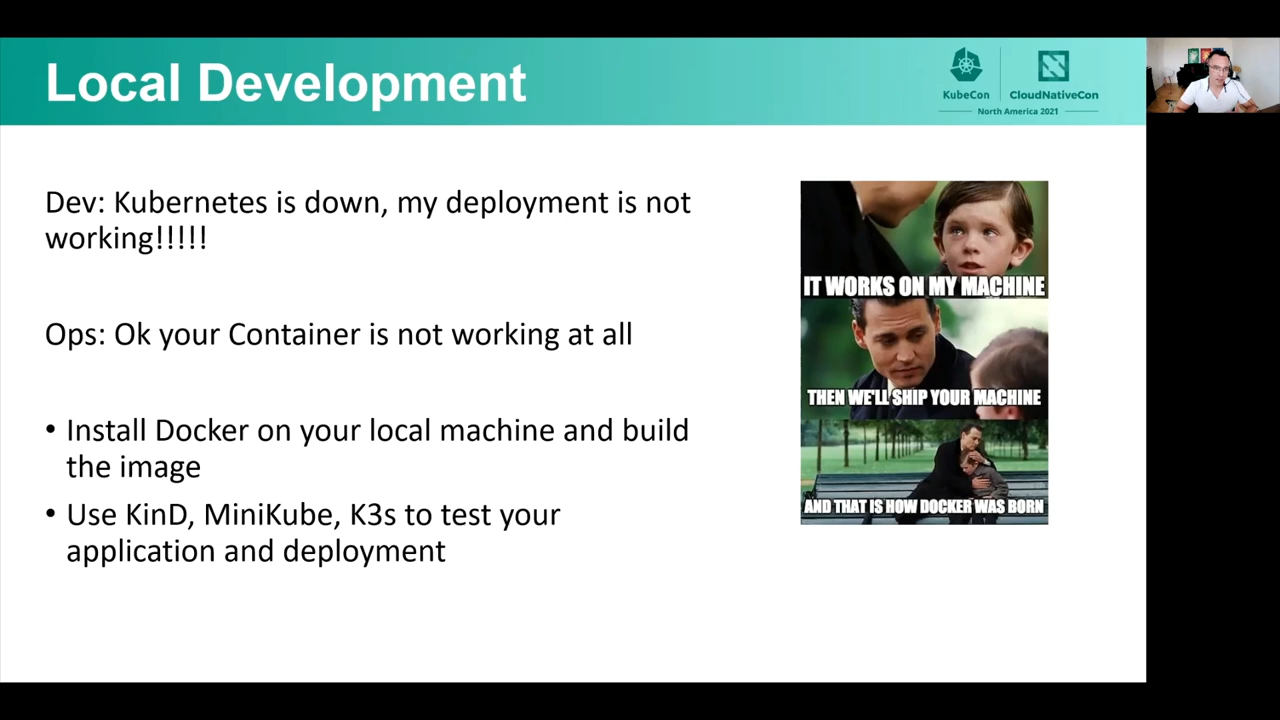 Local Development
KubeCon
CloudNativeCon
North America 2021
Dev: Kubernetes is down, my deployment is not
working!!!!!
Ops: Ok your Container is not working at all
• Install Docker on your local machine and build
the image
• Use KinD, MiniKube, K3s to test your
application and deployment
IT WORKS ON MY MACHINE
THEN WE'LL SHIP YOUR MACHINE
AND THAT IS HOW DOCKER WAS BORN